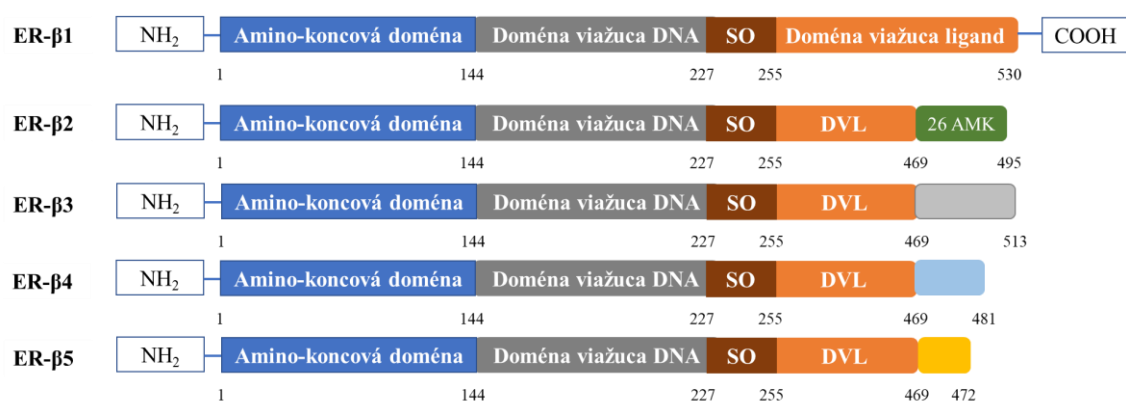 ER-β1 NH₂ Amino-koncová doména Doména viažuca DNA SO Doména viažuca ligand COOH
1 144 227 255 530
ER-β2 NH₂ Amino-koncová doména Doména viažuca DNA SO DVL 26 AMK
1 144 227 255 469 495
ER-β3 NH₂ Amino-koncová doména Doména viažuca DNA SO DVL
1 144 227 255 469 513
ER-β4 NH₂ Amino-koncová doména Doména viažuca DNA SO DVL
1 144 227 255 469 481
ER-β5 NH₂ Amino-koncová doména Doména viažuca DNA SO DVL
1 144 227 255 469 472